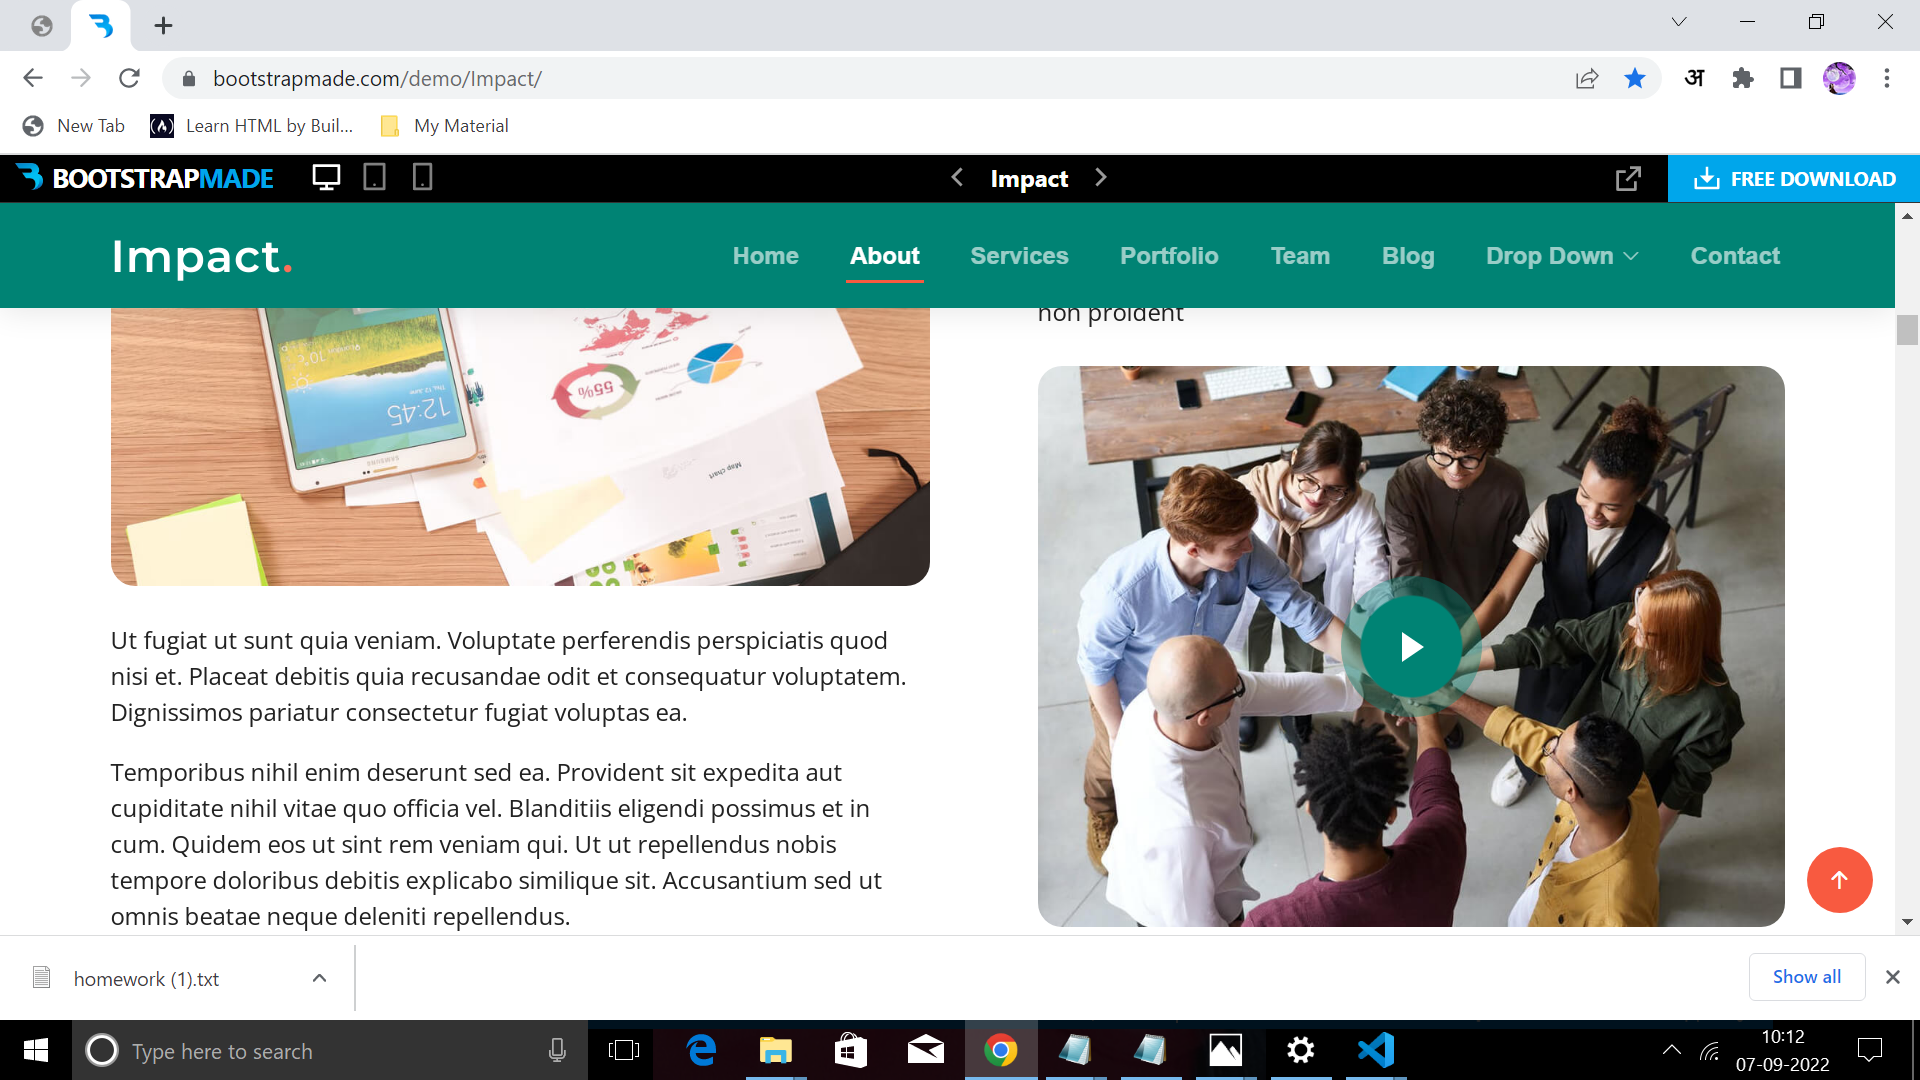 bootstrapmade.com/demo/Impact/
अ
New Tab
Learn HTML by Buil...
My Material
BOOTSTRAPMADE
Impact
FREE DOWNLOAD
Impact.
Home
About
Services
Portfolio
Team
Blog
Drop Down
Contact
non proident
12:45
55%
SAMSUNG
Map chart
Ut fugiat ut sunt quia veniam. Voluptate perferendis perspiciatis quod
nisi et. Placeat debitis quia recusandae odit et consequatur voluptatem.
Dignissimos pariatur consectetur fugiat voluptas ea.
Temporibus nihil enim deserunt sed ea. Provident sit expedita aut
cupiditate nihil vitae quo officia vel. Blanditiis eligendi possimus et in
cum. Quidem eos ut sint rem veniam qui. Ut ut repellendus nobis
tempore doloribus debitis explicabo similique sit. Accusantium sed ut
omnis beatae neque deleniti repellendus.
homework (1).txt
Show all
Type here to search
10:12
07-09-2022